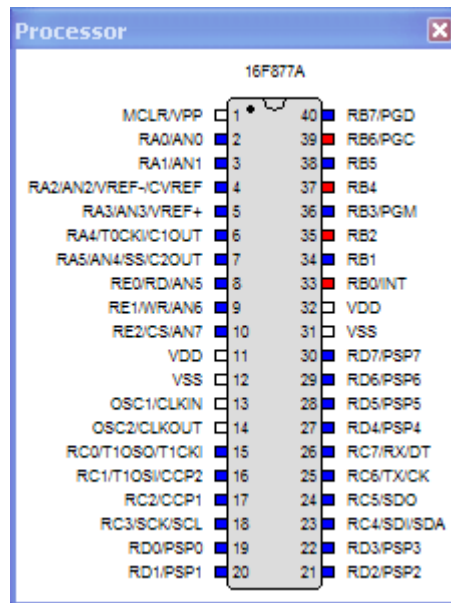 Processor
16F877A
MCLR/VPP 1 40 RB7/PGD
RA0/AN0 2 39 RB6/PGC
RA1/AN1 3 38 RB5
RA2/AN2/VREF-/CVREF 4 37 RB4
RA3/AN3/VREF+ 5 36 RB3/PGM
RA4/T0CKI/C1OUT 6 35 RB2
RA5/AN4/SS/C2OUT 7 34 RB1
RE0/RD/AN5 8 33 RB0/INT
RE1/WR/AN6 9 32 VDD
RE2/CS/AN7 10 31 VSS
VDD 11 30 RD7/PSP7
VSS 12 29 RD6/PSP6
OSC1/CLKIN 13 28 RD5/PSP5
OSC2/CLKOUT 14 27 RD4/PSP4
RC0/T1OSO/T1CKI 15 26 RC7/RX/DT
RC1/T1OSI/CCP2 16 25 RC6/TX/CK
RC2/CCP1 17 24 RC5/SDO
RC3/SCK/SCL 18 23 RC4/SDI/SDA
RD0/PSP0 19 22 RD3/PSP3
RD1/PSP1 20 21 RD2/PSP2